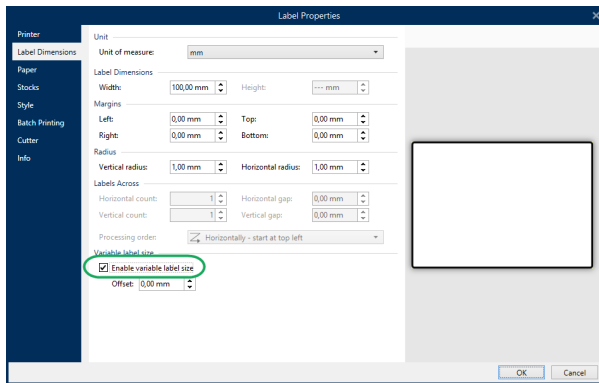 Label Properties
Printer
Label Dimensions
Paper
Stocks
Style
Batch Printing
Cutter
Info
Unit
Unit of measure: mm
Label Dimensions
Width: 100,00 mm Height: --- mm
Margins
Left: 0,00 mm Top: 0,00 mm
Right: 0,00 mm Bottom: 0,00 mm
Radius
Vertical radius: 1,00 mm Horizontal radius: 1,00 mm
Labels Across
Horizontal count: 1 Horizontal gap: 0,00 mm
Vertical count: 1 Vertical gap: 0,00 mm
Processing order: Horizontally - start at top left
Variable label size
Enable variable label size
Offset: 0,00 mm
OK Cancel